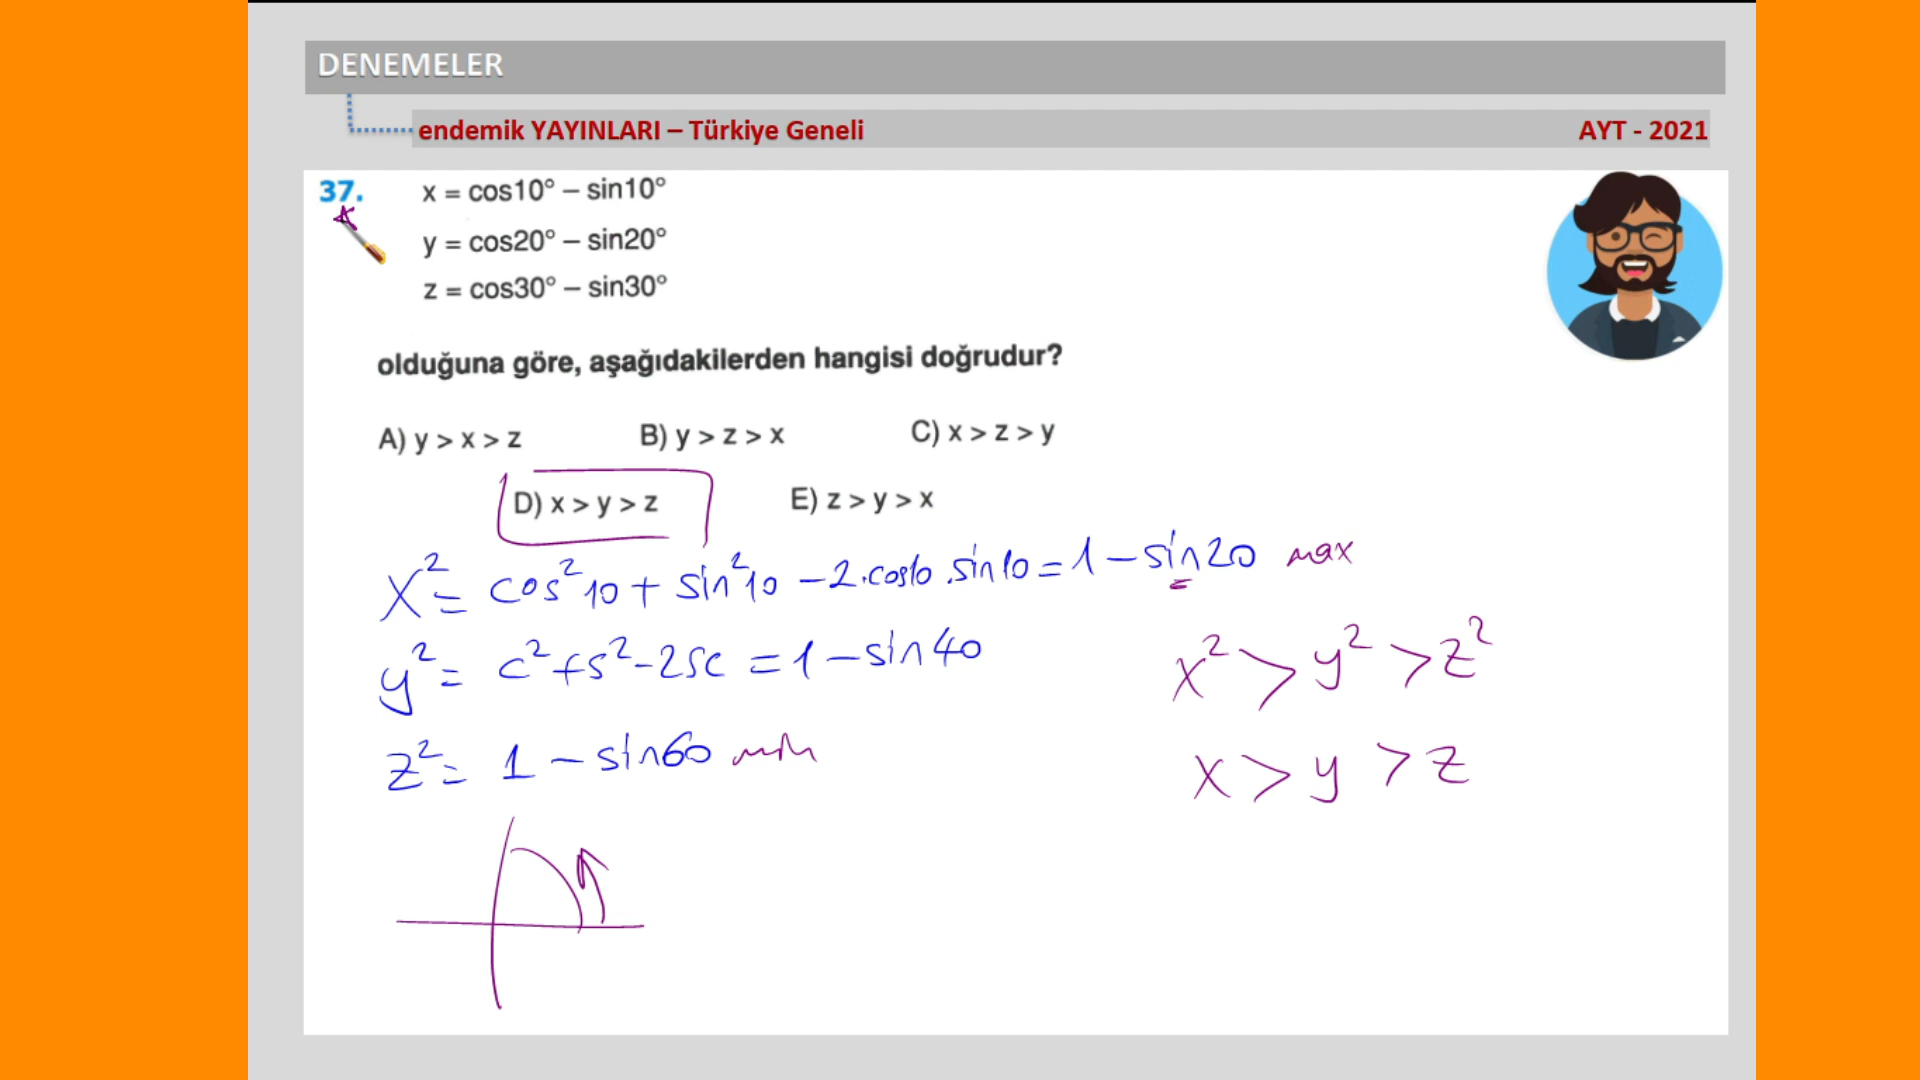 DENEMELER
endemik YAYINLARI – Türkiye Geneli AYT - 2021
37. x = cos10° – sin10°
y = cos20° – sin20°
z = cos30° – sin30°
olduğuna göre, aşağıdakilerden hangisi doğrudur?
A) y > x > z B) y > z > x C) x > z > y
D) x > y > z E) z > y > x
x² = cos²10 + sin²10 – 2.cos10.sin10 = 1 – sin20 max
y² = c²+s²-2sc = 1 – sin40
x² > y² > z²
z² = 1 – sin60 min
x > y > z